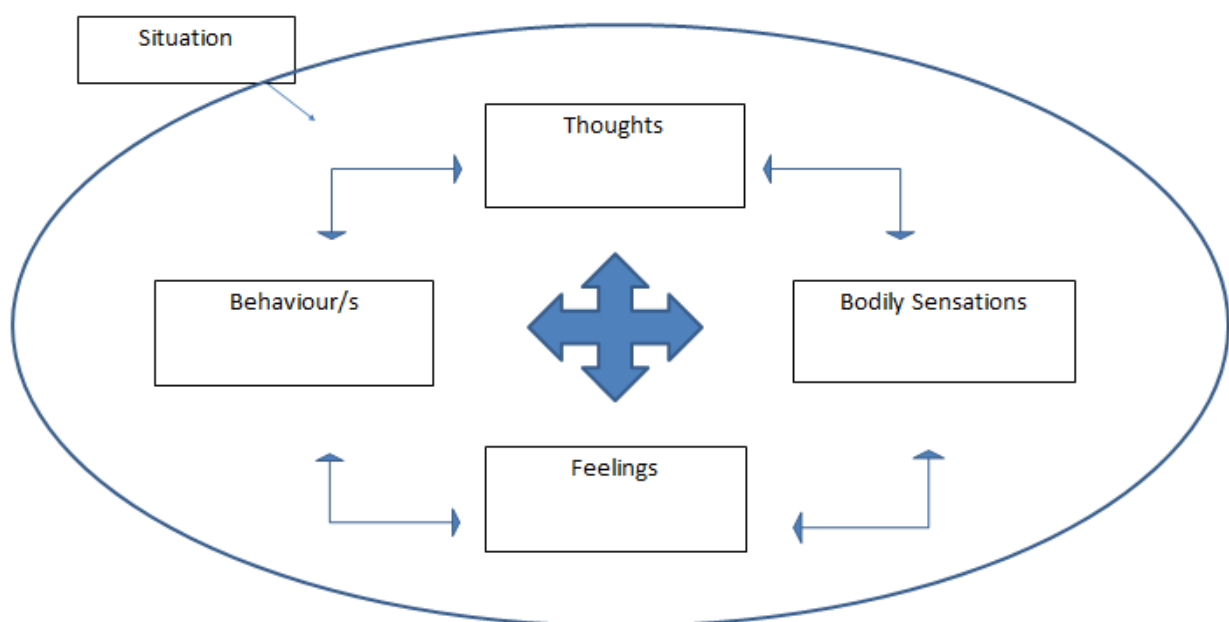 Situation
Thoughts
Behaviour/s
Bodily Sensations
Feelings